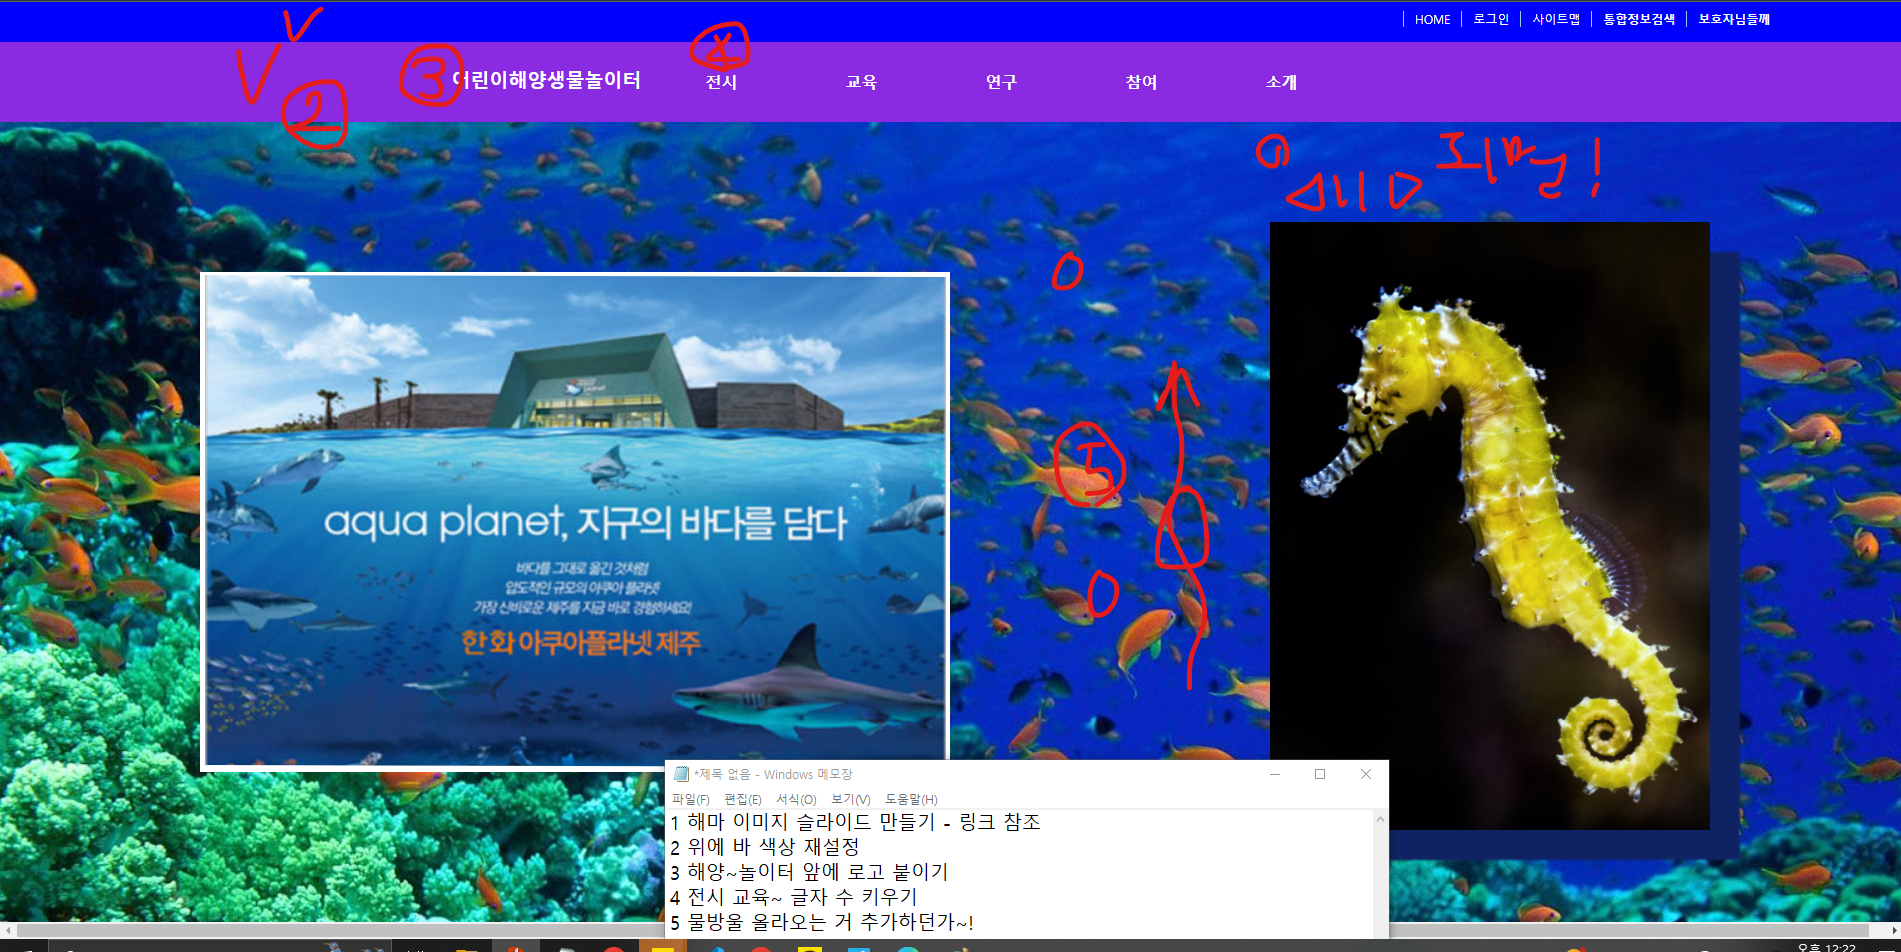 HOME 로그인 사이트맵 통합정보검색 보호자님들께
어린이해양생물놀이터 전시 교육 연구 참여 소개
V
V
2
3
5
aqua planet, 지구의 바다를 담다
바다를 그대로 옮긴 것처럼
압도적인 규모의 아쿠아 플라넷
가장 신비로운 제주를 지금 바로 경험하세요!
한화 아쿠아플라넷 제주
*제목 없음 - Windows 메모장
파일(F) 편집(E) 서식(O) 보기(V) 도움말(H)
1 해마 이미지 슬라이드 만들기 - 링크 참조
2 위에 바 색상 재설정
3 해양~놀이터 앞에 로고 붙이기
4 전시 교육~ 글자 수 키우기
5 물방울 올라오는 거 추가하던가~!
오후 12:22